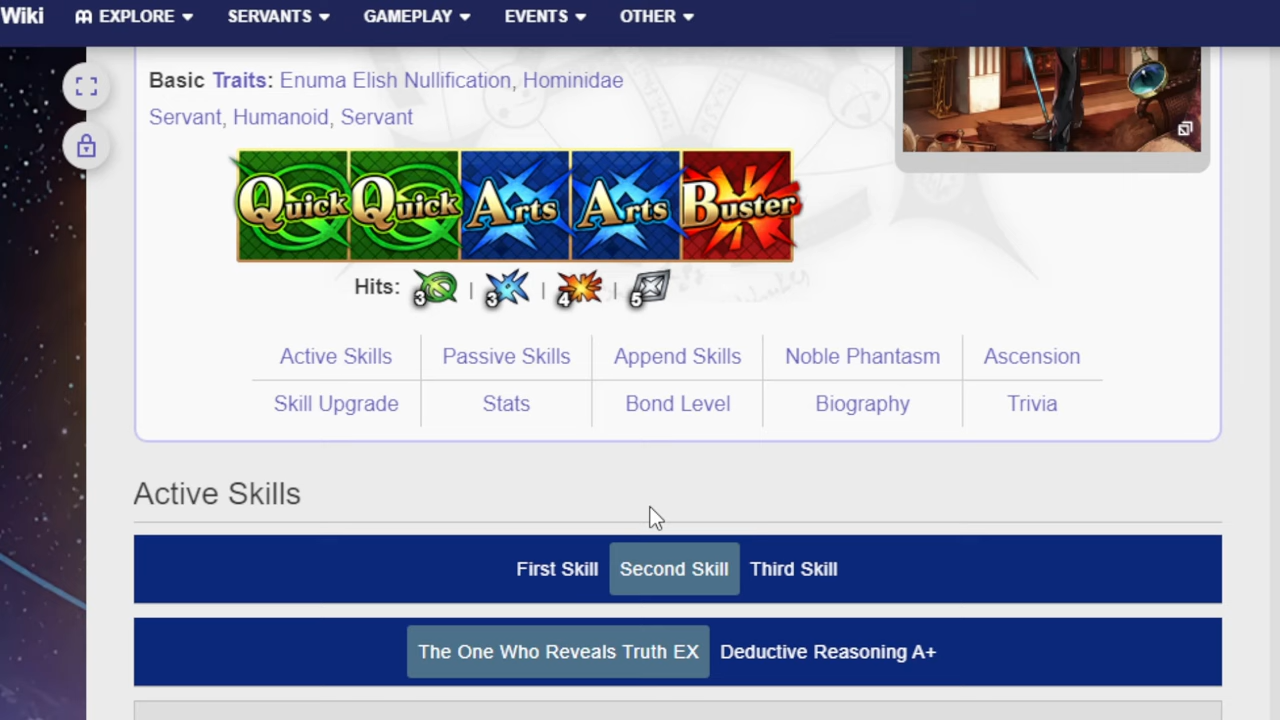 Wiki EXPLORE SERVANTS GAMEPLAY EVENTS OTHER
Basic Traits: Enuma Elish Nullification, Hominidae
Servant, Humanoid, Servant
Quick Quick Arts Arts Buster
Hits: 3 | 3 | 4 | 5
Active Skills Passive Skills Append Skills Noble Phantasm Ascension
Skill Upgrade Stats Bond Level Biography Trivia
Active Skills
First Skill Second Skill Third Skill
The One Who Reveals Truth EX Deductive Reasoning A+